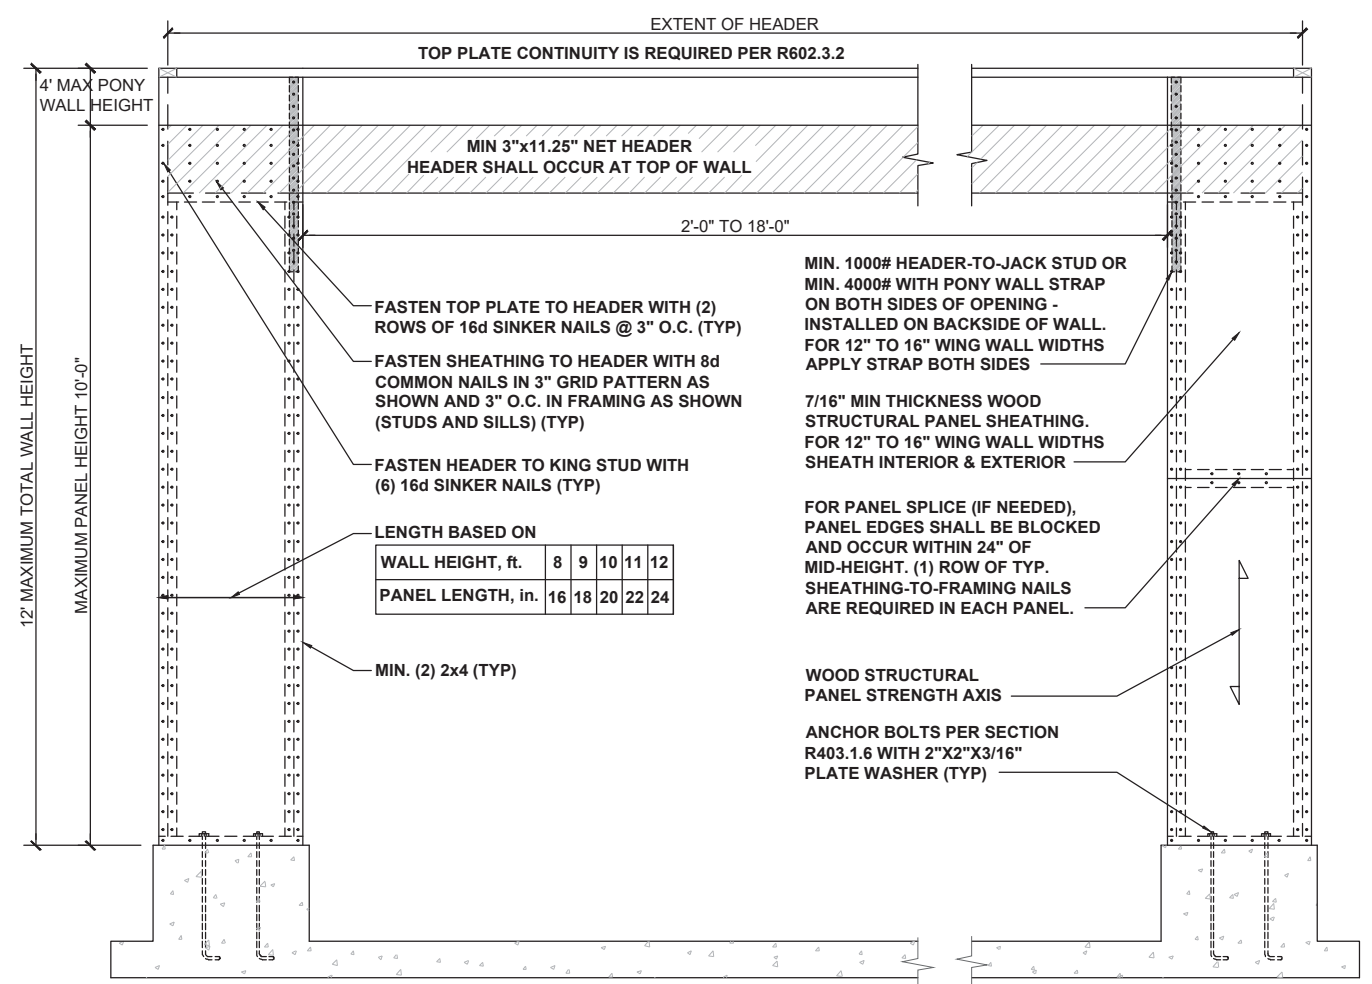 EXTENT OF HEADER
TOP PLATE CONTINUITY IS REQUIRED PER R602.3.2
4' MAX PONY
WALL HEIGHT
MIN 3"x11.25" NET HEADER
HEADER SHALL OCCUR AT TOP OF WALL
2'-0" TO 18'-0"
12' MAXIMUM TOTAL WALL HEIGHT
MAXIMUM PANEL HEIGHT 10'-0"
FASTEN TOP PLATE TO HEADER WITH (2)
ROWS OF 16d SINKER NAILS @ 3" O.C. (TYP)
FASTEN SHEATHING TO HEADER WITH 8d
COMMON NAILS IN 3" GRID PATTERN AS
SHOWN AND 3" O.C. IN FRAMING AS SHOWN
(STUDS AND SILLS) (TYP)
FASTEN HEADER TO KING STUD WITH
(6) 16d SINKER NAILS (TYP)
LENGTH BASED ON
WALL HEIGHT, ft. 8 9 10 11 12
PANEL LENGTH, in. 16 18 20 22 24
MIN. (2) 2x4 (TYP)
MIN. 1000# HEADER-TO-JACK STUD OR
MIN. 4000# WITH PONY WALL STRAP
ON BOTH SIDES OF OPENING -
INSTALLED ON BACKSIDE OF WALL.
FOR 12" TO 16" WING WALL WIDTHS
APPLY STRAP BOTH SIDES
7/16" MIN THICKNESS WOOD
STRUCTURAL PANEL SHEATHING.
FOR 12" TO 16" WING WALL WIDTHS
SHEATH INTERIOR & EXTERIOR
FOR PANEL SPLICE (IF NEEDED),
PANEL EDGES SHALL BE BLOCKED
AND OCCUR WITHIN 24" OF
MID-HEIGHT. (1) ROW OF TYP.
SHEATHING-TO-FRAMING NAILS
ARE REQUIRED IN EACH PANEL.
WOOD STRUCTURAL
PANEL STRENGTH AXIS
ANCHOR BOLTS PER SECTION
R403.1.6 WITH 2"X2"X3/16"
PLATE WASHER (TYP)